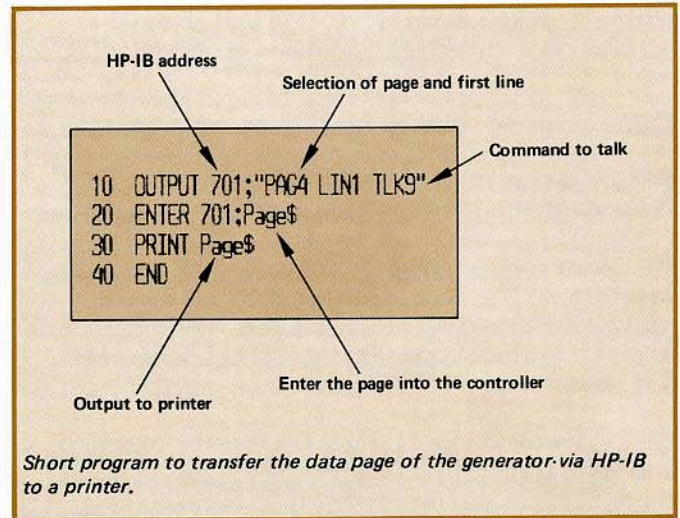 HP-IB address
Selection of page and first line
Command to talk
10 OUTPUT 701;"PAG4 LIN1 TLK9"
20 ENTER 701;Page$
30 PRINT Page$
40 END
Enter the page into the controller
Output to printer
Short program to transfer the data page of the generator via HP-IB
to a printer.